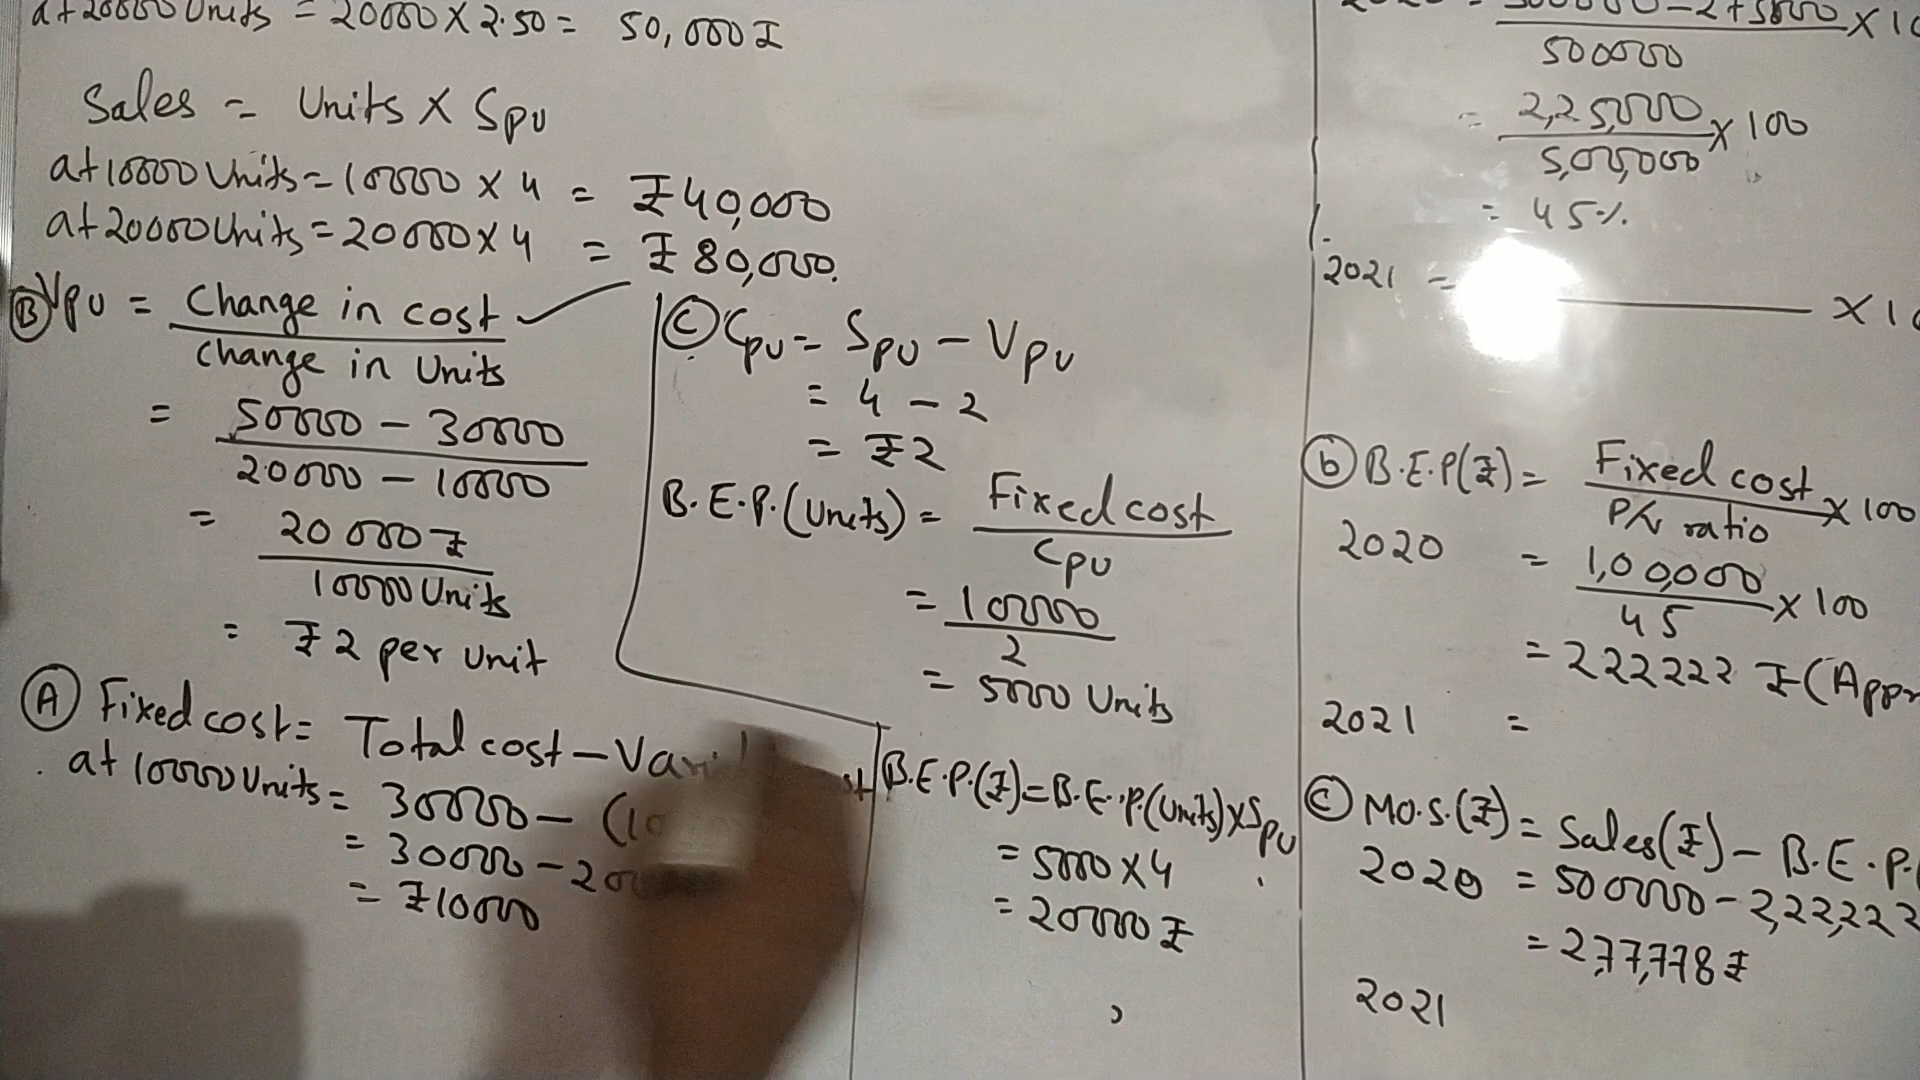 at 20000 Units = 20000 X 2.50 = 50,000 ₹
Sales = Units X Spu
at 10000 Units = 10000 X 4 = ₹40,000
at 20000 Units = 20000 X 4 = ₹80,000.
(B) Vpu = Change in cost
change in Units
= 50000 - 30000
20000 - 10000
= 20000 ₹
10000 Units
= ₹2 per unit
(A) Fixed cost = Total cost - Vari
at 10000 Units = 30000 - (10
= 30000 - 20
= ₹10000
(C) Cpu = Spu - Vpu
= 4 - 2
= ₹2
B.E.P. (Units) = Fixed cost
Cpu
= 10000
2
= 5000 Units
B.E.P.(₹) = B.E.P.(Units) X Spu
= 5000 X 4
= 20000 ₹
500000
= 2,25,000 X 100
5,00,000
= 45%
2021 = X 10
(b) B.E.P(₹) = Fixed cost X 100
P/v ratio
2020 = 1,00,000 X 100
45
= 222222 ₹ (Appr
2021 =
(C) M.O.S.(₹) = Sales(₹) - B.E.P.(
2020 = 500000 - 2,22,222
= 2,77,778 ₹
2021